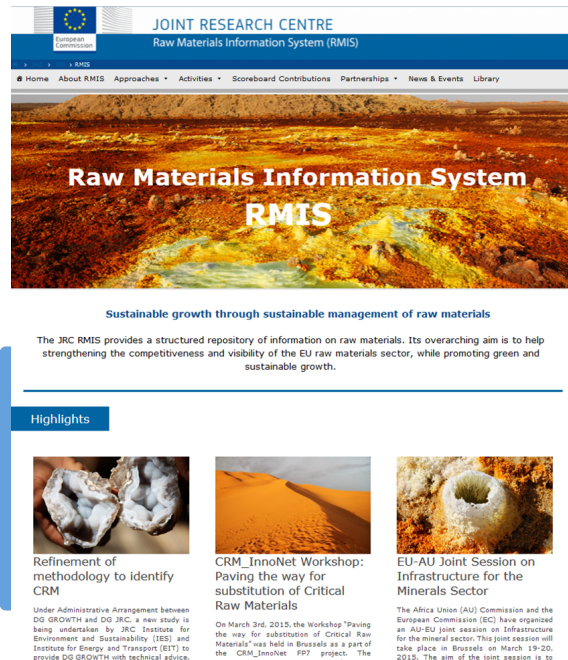 European
Commission
JOINT RESEARCH CENTRE
Raw Materials Information System (RMIS)
> > > > RMIS
Home About RMIS Approaches Activities Scoreboard Contributions Partnerships News & Events Library
Raw Materials Information System
RMIS
Sustainable growth through sustainable management of raw materials
The JRC RMIS provides a structured repository of information on raw materials. Its overarching aim is to help
strengthening the competitiveness and visibility of the EU raw materials sector, while promoting green and
sustainable growth.
Highlights
Refinement of
methodology to identify
CRM
Under Administrative Arrangement between
DG GROWTH and DG JRC, a new study is
being undertaken by JRC Institute for
Environment and Sustainability (IES) and
Institute for Energy and Transport (EIT) to
provide DG GROWTH with technical advice,
CRM_InnoNet Workshop:
Paving the way for
substitution of Critical
Raw Materials
On March 3rd, 2015, the Workshop "Paving
the way for substitution of Critical Raw
Materials" was held in Brussels as a part of
the CRM_InnoNet FP7 project. The
EU-AU Joint Session on
Infrastructure for the
Minerals Sector
The Africa Union (AU) Commission and the
European Commission (EC) have organized
an AU-EU joint session on Infrastructure
for the mineral sector. This joint session will
take place in Brussels on March 19-20,
2015. The aim of the joint session is to